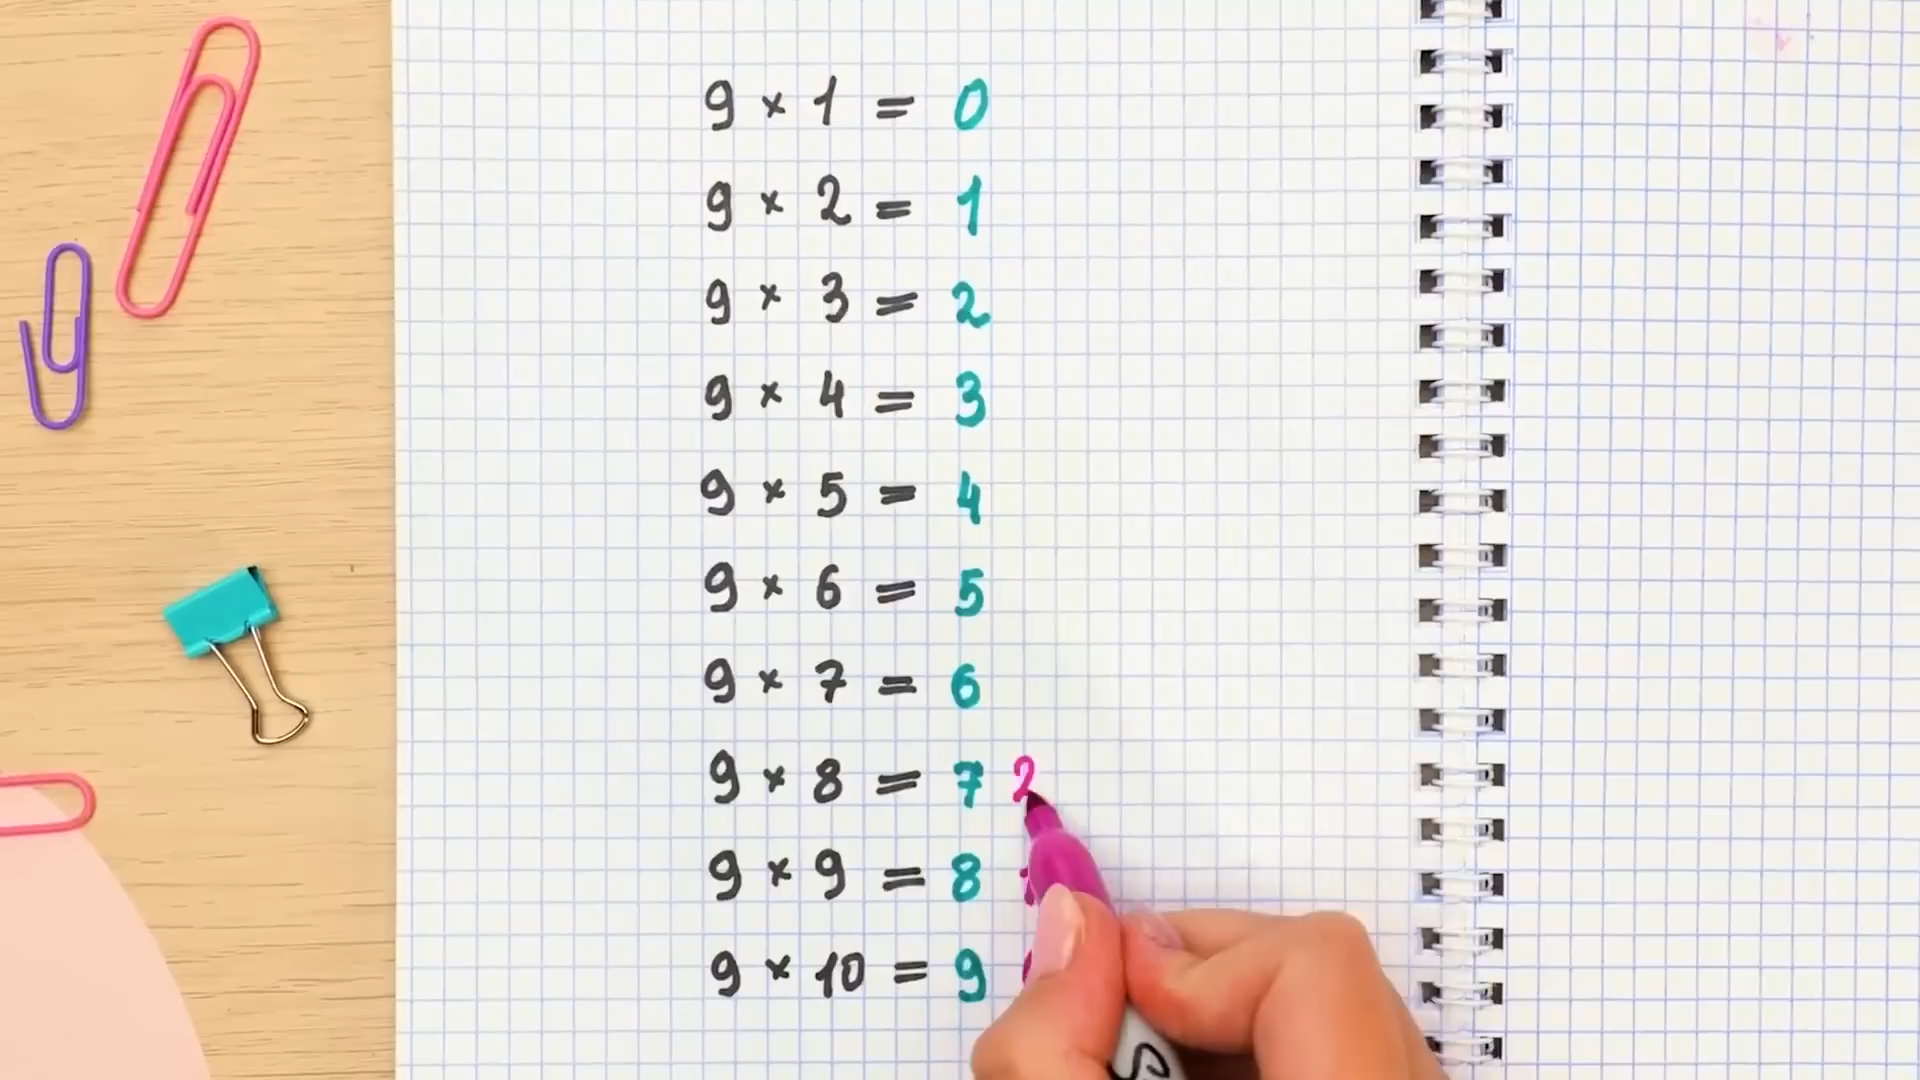 9 × 1 = 0
9 × 2 = 1
9 × 3 = 2
9 × 4 = 3
9 × 5 = 4
9 × 6 = 5
9 × 7 = 6
9 × 8 = 7 2
9 × 9 = 8
9 × 10 = 9